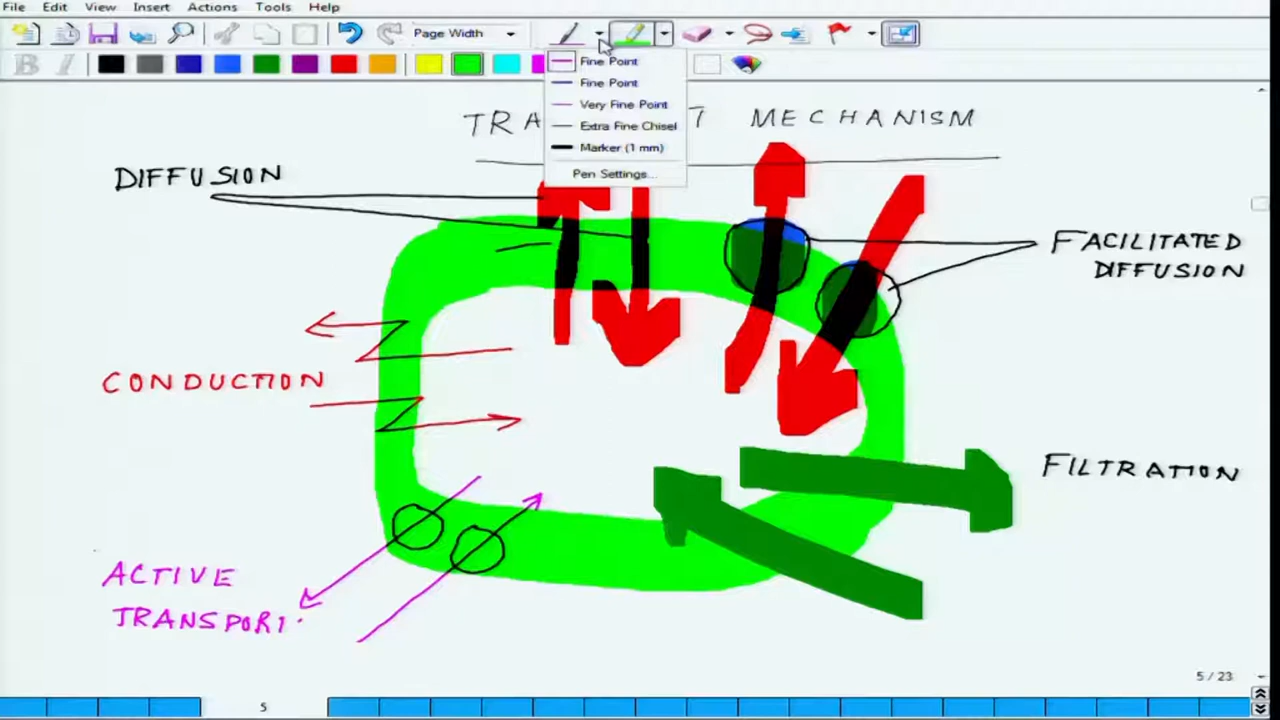 File Edit View Insert Actions Tools Help
Page Width
B I
Fine Point
Fine Point
Very Fine Point
Extra Fine Chisel
Marker (1 mm)
Pen Settings...
TRA T MECHANISM
DIFFUSION
FACILITATED
DIFFUSION
CONDUCTION
FILTRATION
ACTIVE
TRANSPORT
5 / 23
5